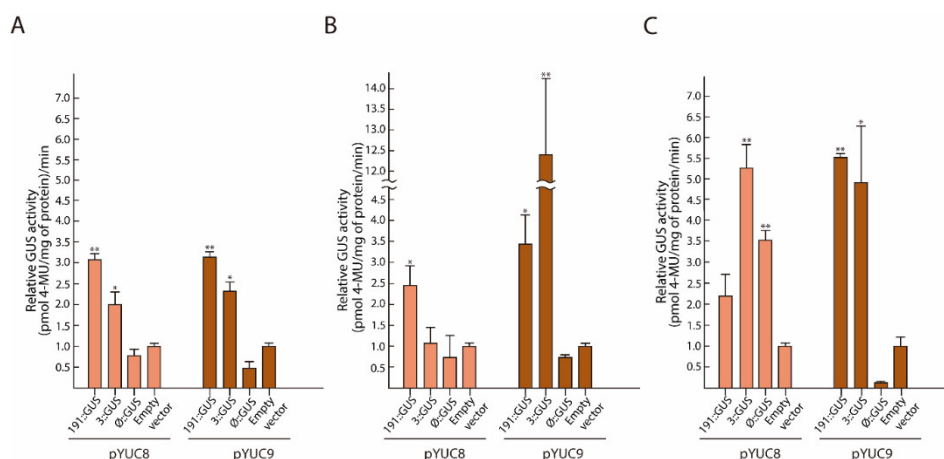 A
B
C
Relative GUS activity
(pmol 4-MU/mg of protein)/min)
7.0
6.5
6.0
5.5
5.0
4.5
4.0
3.5
3.0
2.5
2.0
1.5
1.0
0.5
**
*
**
*
191::GUS
3::GUS
Ø::GUS
Empty
vector
191::GUS
3::GUS
Ø::GUS
Empty
vector
pYUC8
pYUC9
Relative GUS activity
(pmol 4-MU/mg of protein/min)
14.0
13.5
13.0
12.5
12.0
3.5
3.0
2.5
2.0
1.5
1.0
0.5
*
*
**
191::GUS
3::GUS
Ø::GUS
Empty
vector
191::GUS
3::GUS
Ø::GUS
Empty
vector
pYUC8
pYUC9
Relative GUS activity
(pmol 4-MU/mg of protein/min)
7.0
6.5
6.0
5.5
5.0
4.5
4.0
3.5
3.0
2.5
2.0
1.5
1.0
0.5
**
**
**
*
191::GUS
3::GUS
Ø::GUS
Empty
vector
191::GUS
3::GUS
Ø::GUS
Empty
vector
pYUC8
pYUC9